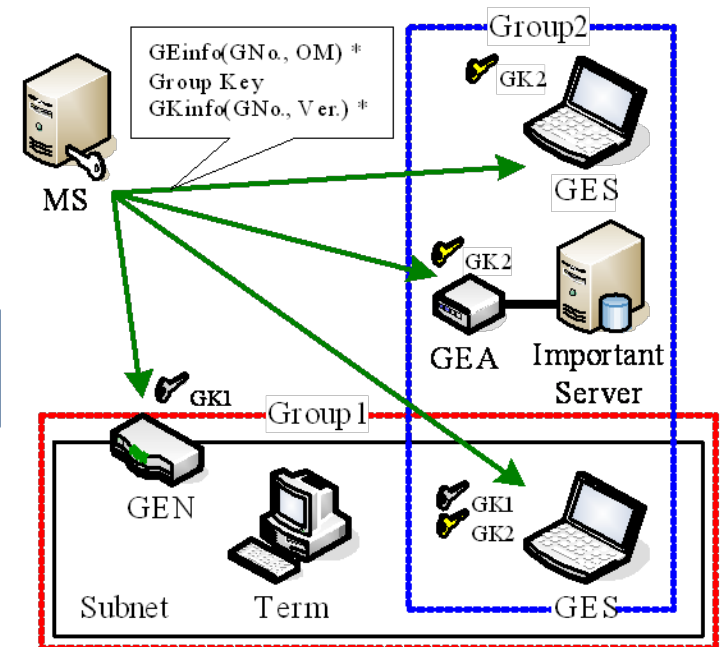 GEinfo(GNo., OM) *
Group Key
GKinfo(GNo., Ver.) *
MS
Group2
GK2
GES
GK2
GEA
Important
Server
GK1
Group1
GEN
GK1
GK2
Subnet
Term
GES